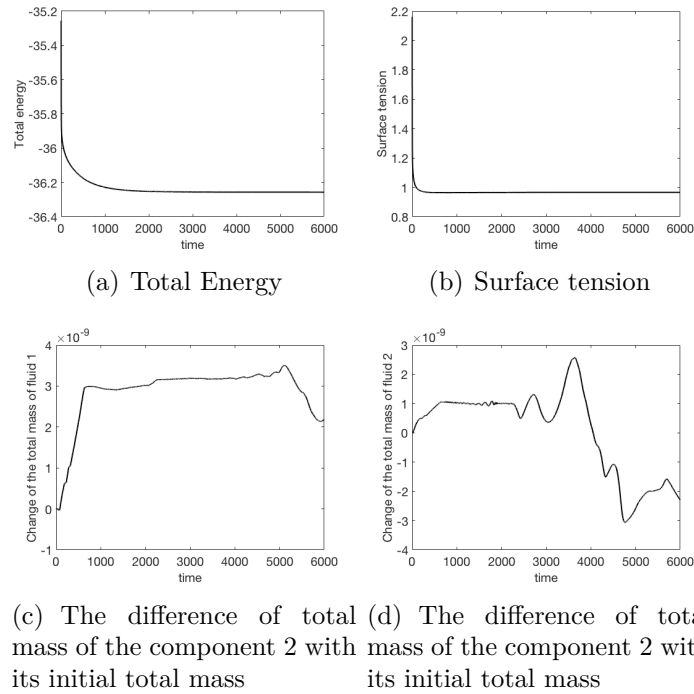 -35.2
-35.4
-35.6
-35.8
-36
-36.2
-36.4
Total energy
0 1000 2000 3000 4000 5000 6000
time
(a) Total Energy
2.2
2
1.8
1.6
1.4
1.2
1
0.8
Surface tension
0 1000 2000 3000 4000 5000 6000
time
(b) Surface tension
×10⁻⁹
4
3
2
1
0
-1
Change of the total mass of fluid 1
0 1000 2000 3000 4000 5000 6000
time
(c) The difference of total
mass of the component 2 with
its initial total mass
×10⁻⁹
3
2
1
0
-1
-2
-3
-4
Change of the total mass of fluid 2
0 1000 2000 3000 4000 5000 6000
time
(d) The difference of tota
mass of the component 2 wit
its initial total mass